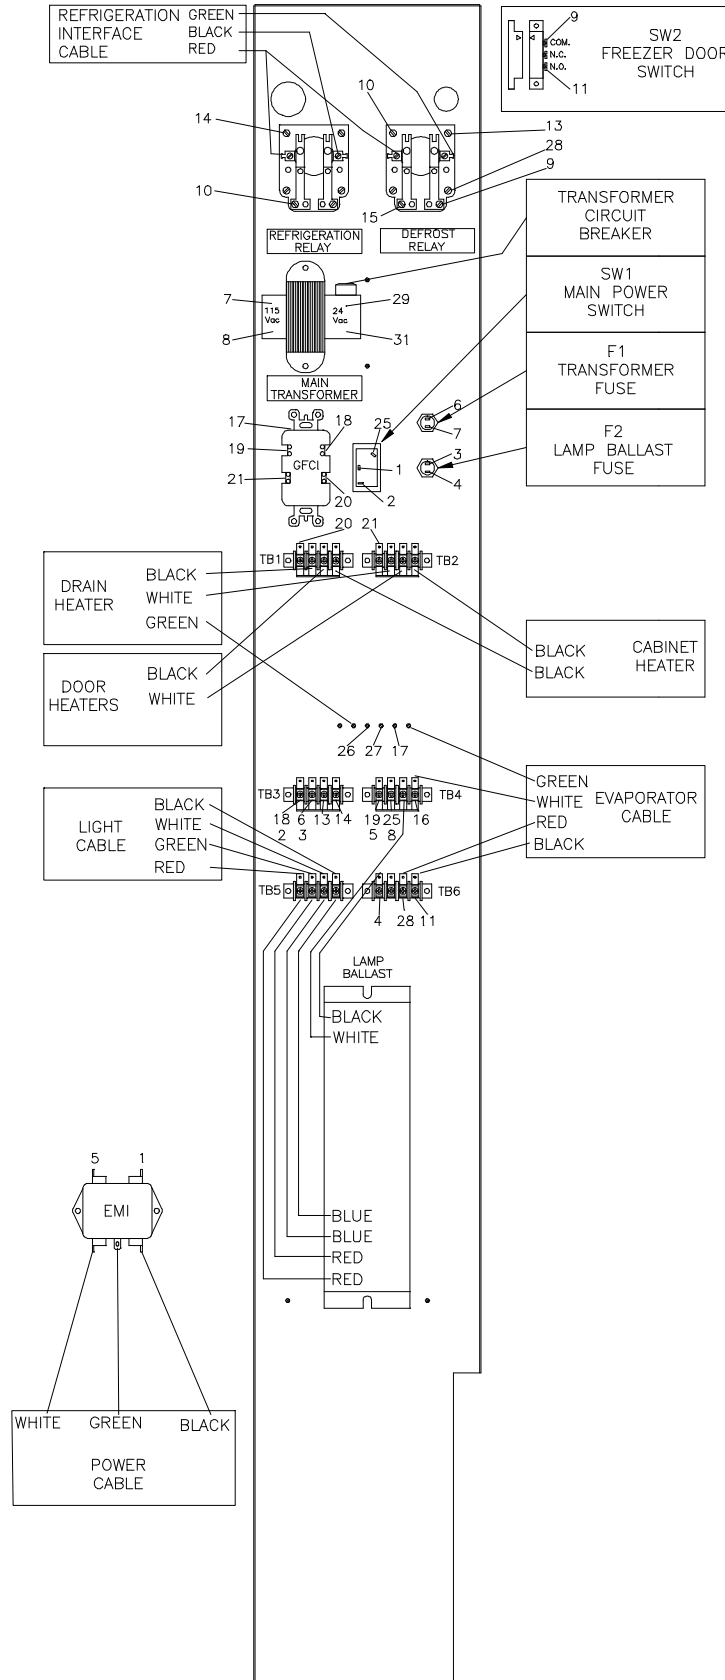 REFRIGERATION GREEN
INTERFACE BLACK
CABLE RED
9
COM.
N.C.
N.O.
11
SW2
FREEZER DOOR
SWITCH
14
10
13
28
9
10
15
REFRIGERATION
RELAY
DEFROST
RELAY
TRANSFORMER
CIRCUIT
BREAKER
SW1
MAIN POWER
SWITCH
F1
TRANSFORMER
FUSE
F2
LAMP BALLAST
FUSE
7
115
Vac
8
24
Vac
29
31
MAIN
TRANSFORMER
17
18
19
GFCI
21
20
25
1
2
6
7
3
4
20
21
TB1
TB2
DRAIN
HEATER
BLACK
WHITE
GREEN
DOOR
HEATERS
BLACK
WHITE
BLACK
BLACK
CABINET
HEATER
26 27 17
TB3
TB4
18 6 13 14
2 3
19 25 16
5 8
GREEN
WHITE
RED
BLACK
EVAPORATOR
CABLE
LIGHT
CABLE
BLACK
WHITE
GREEN
RED
TB5
TB6
4 28 11
LAMP
BALLAST
BLACK
WHITE
BLUE
BLUE
RED
RED
5 1
EMI
WHITE GREEN BLACK
POWER
CABLE